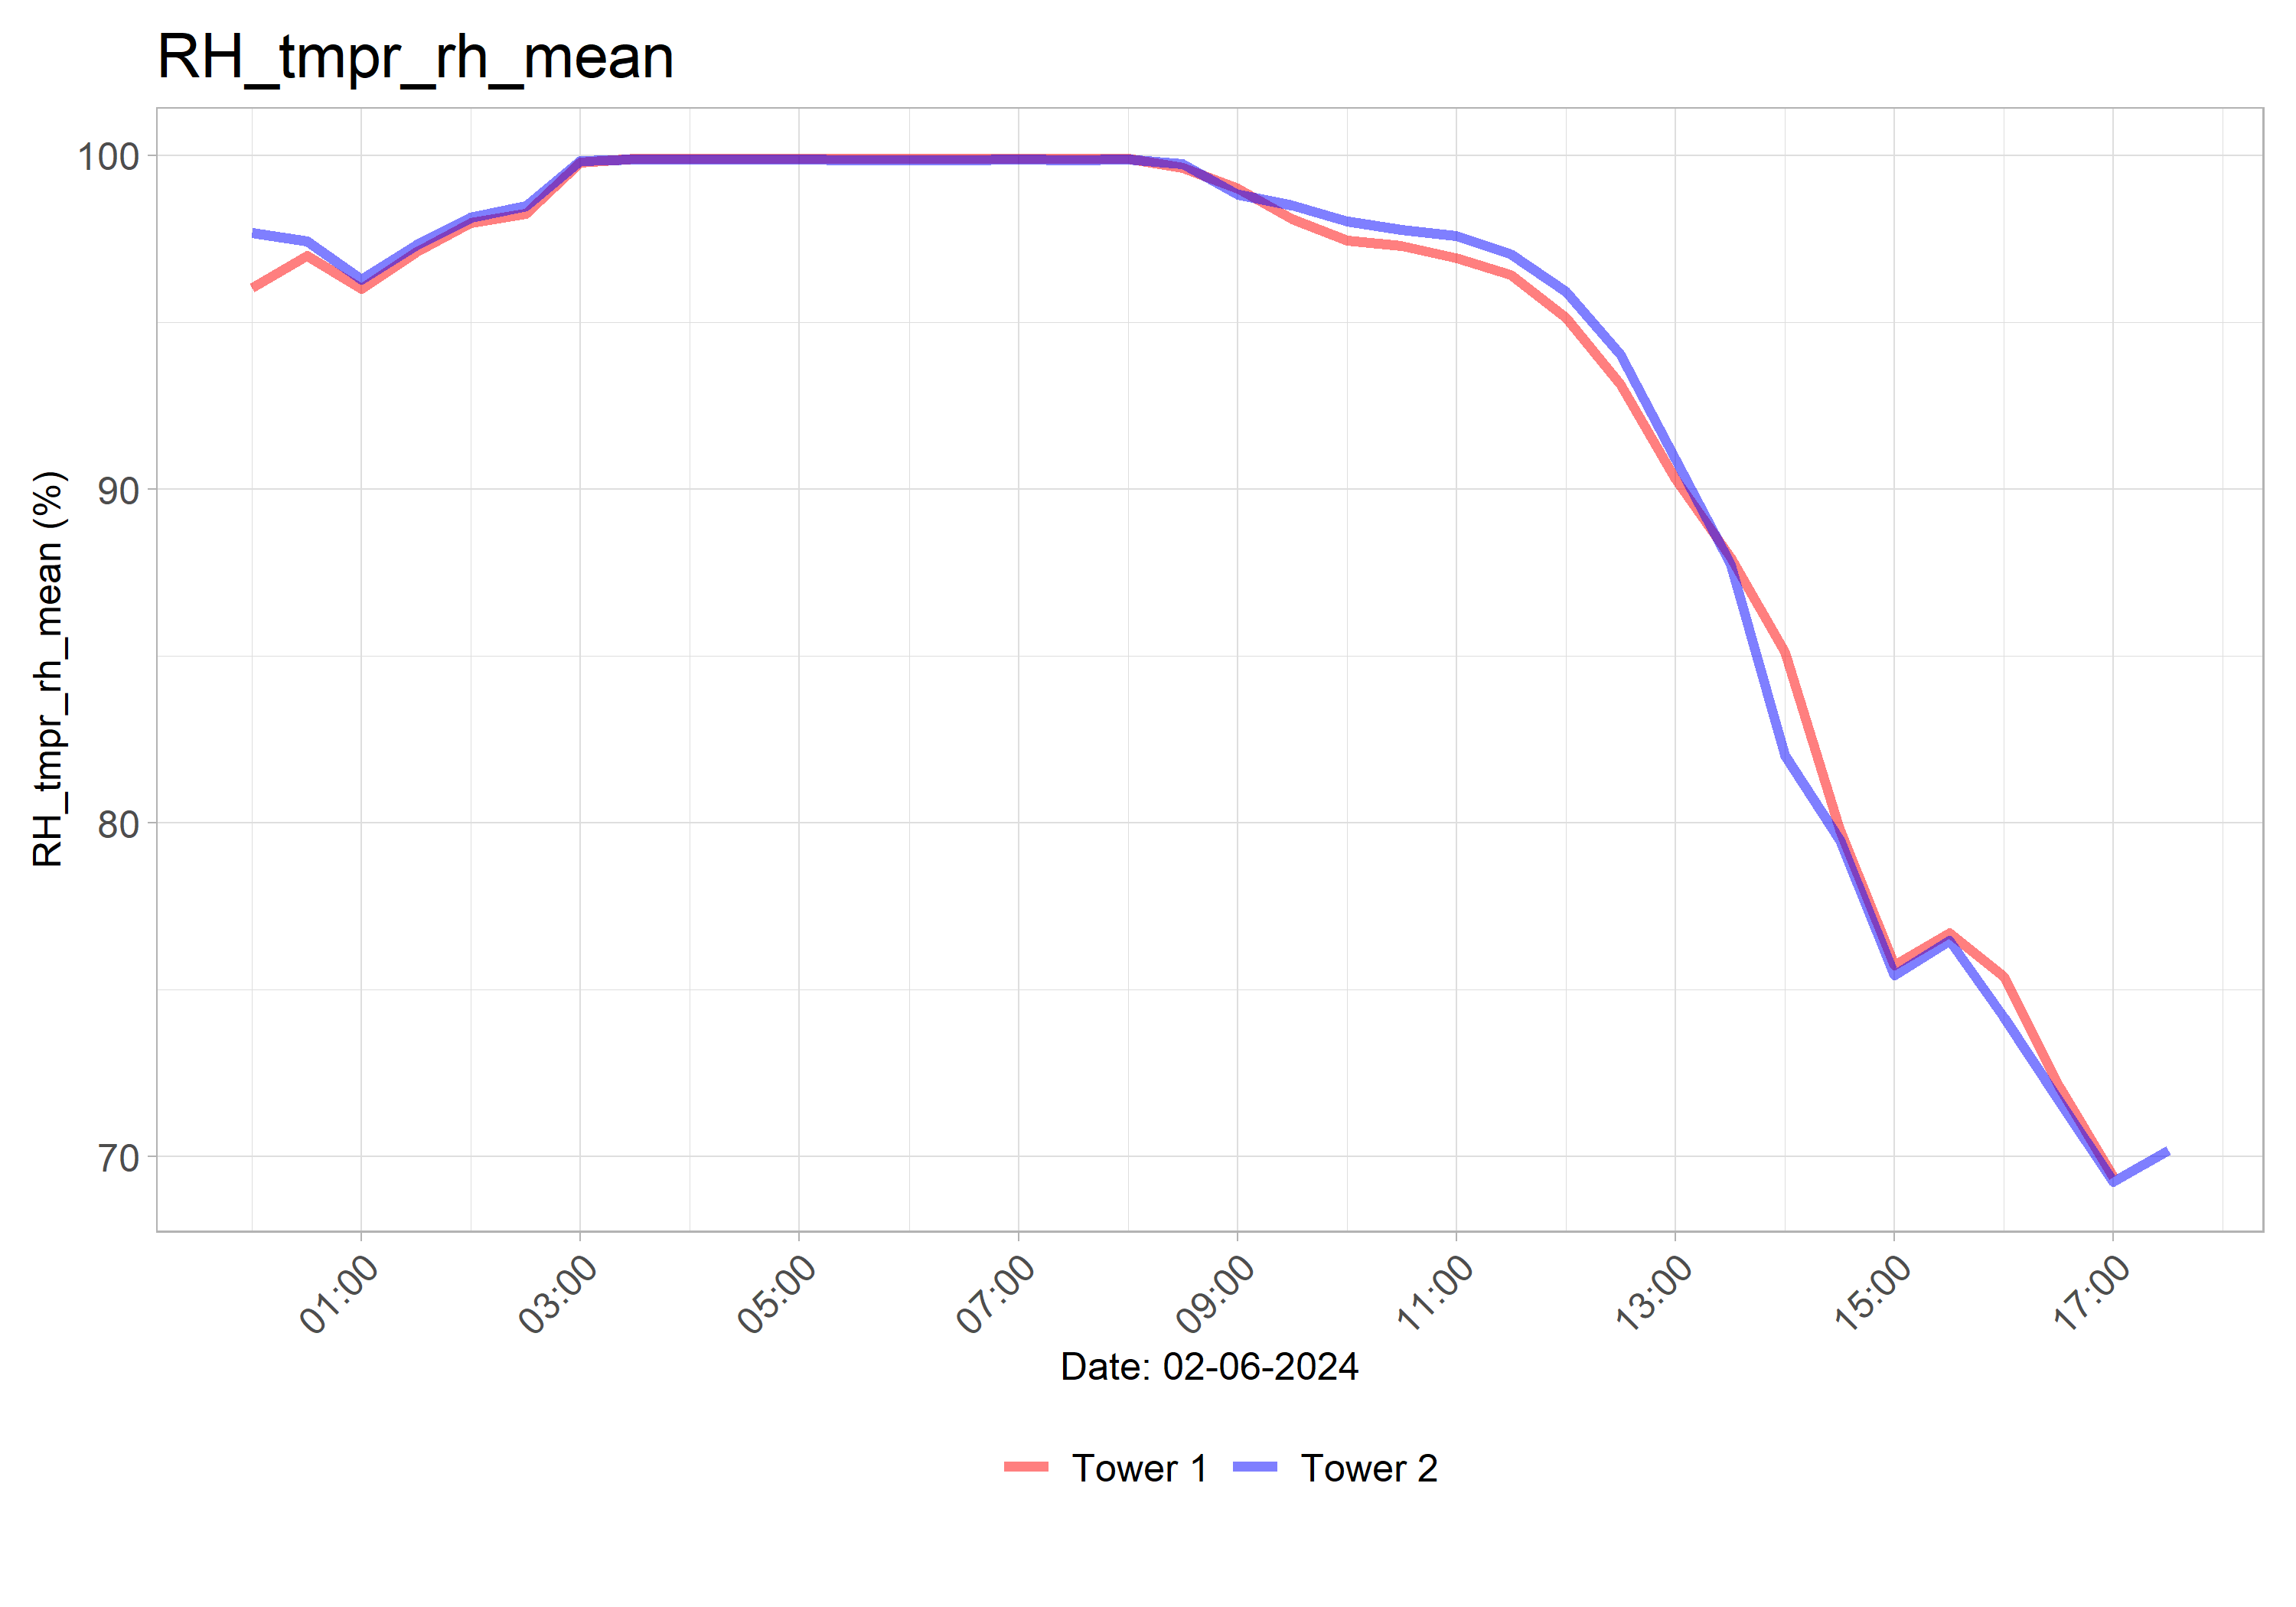 RH_tmpr_rh_mean
RH_tmpr_rh_mean (%)
100
90
80
70
01:00
03:00
05:00
07:00
09:00
11:00
13:00
15:00
17:00
Date: 02-06-2024
Tower 1
Tower 2